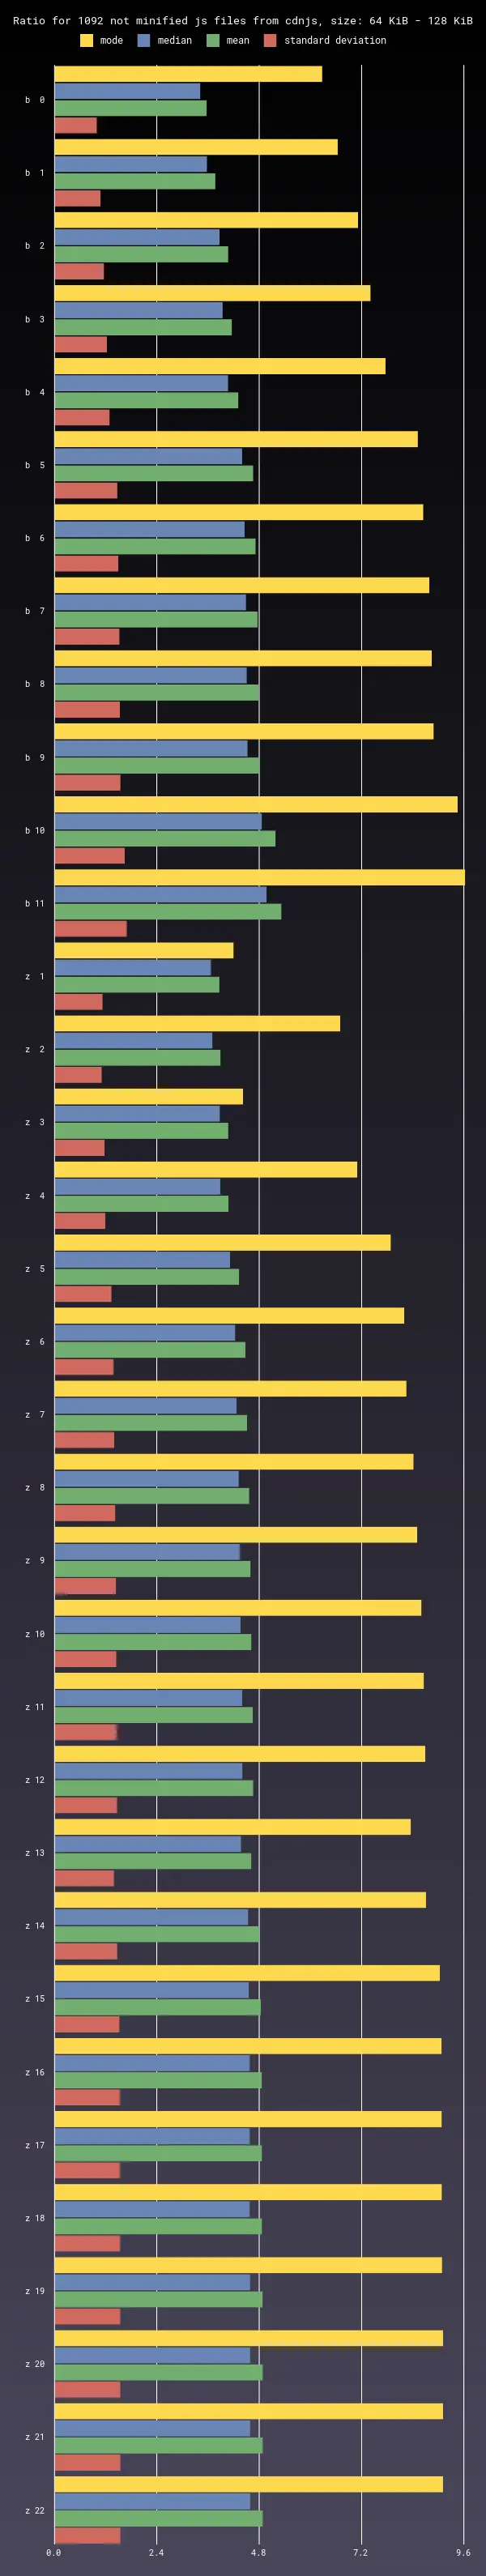 Ratio for 1092 not minified js files from cdnjs, size: 64 KiB - 128 KiB
mode median mean standard deviation
b 0
b 1
b 2
b 3
b 4
b 5
b 6
b 7
b 8
b 9
b 10
b 11
z 1
z 2
z 3
z 4
z 5
z 6
z 7
z 8
z 9
z 10
z 11
z 12
z 13
z 14
z 15
z 16
z 17
z 18
z 19
z 20
z 21
z 22
0.0 2.4 4.8 7.2 9.6